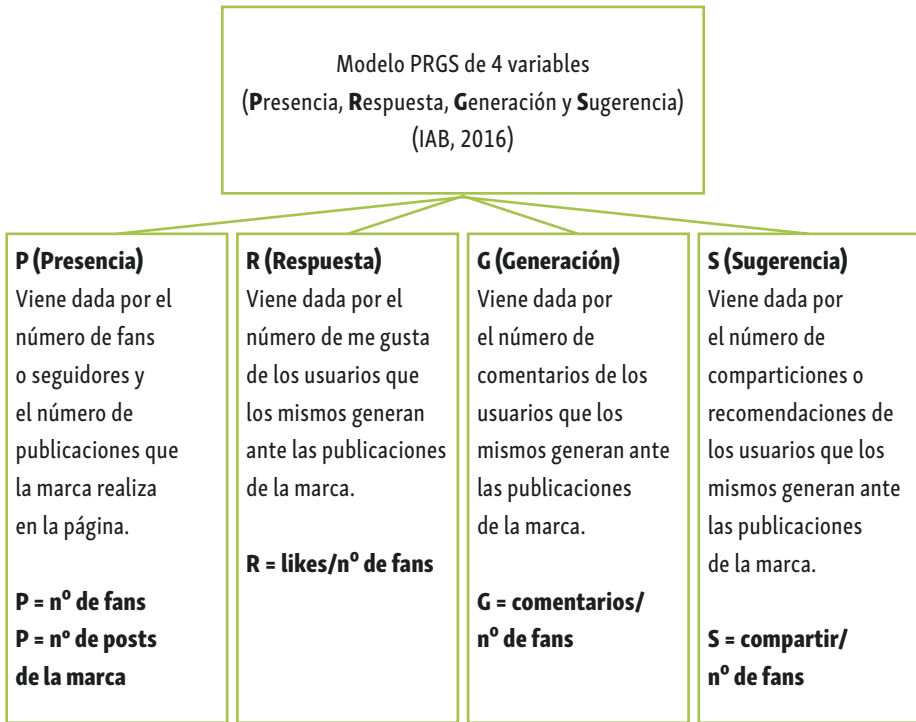 Modelo PRGS de 4 variables
(Presencia, Respuesta, Generación y Sugerencia)
(IAB, 2016)
P (Presencia)
Viene dada por el
número de fans
o seguidores y
el número de
publicaciones que
la marca realiza
en la página.
P = nº de fans
P = nº de posts
de la marca
R (Respuesta)
Viene dada por el
número de me gusta
de los usuarios que
los mismos generan
ante las publicaciones
de la marca.
R = likes/nº de fans
G (Generación)
Viene dada por
el número de
comentarios de los
usuarios que los
mismos generan ante
las publicaciones
de la marca.
G = comentarios/
nº de fans
S (Sugerencia)
Viene dada por
el número de
comparticiones o
recomendaciones de
los usuarios que los
mismos generan ante
las publicaciones
de la marca.
S = compartir/
nº de fans